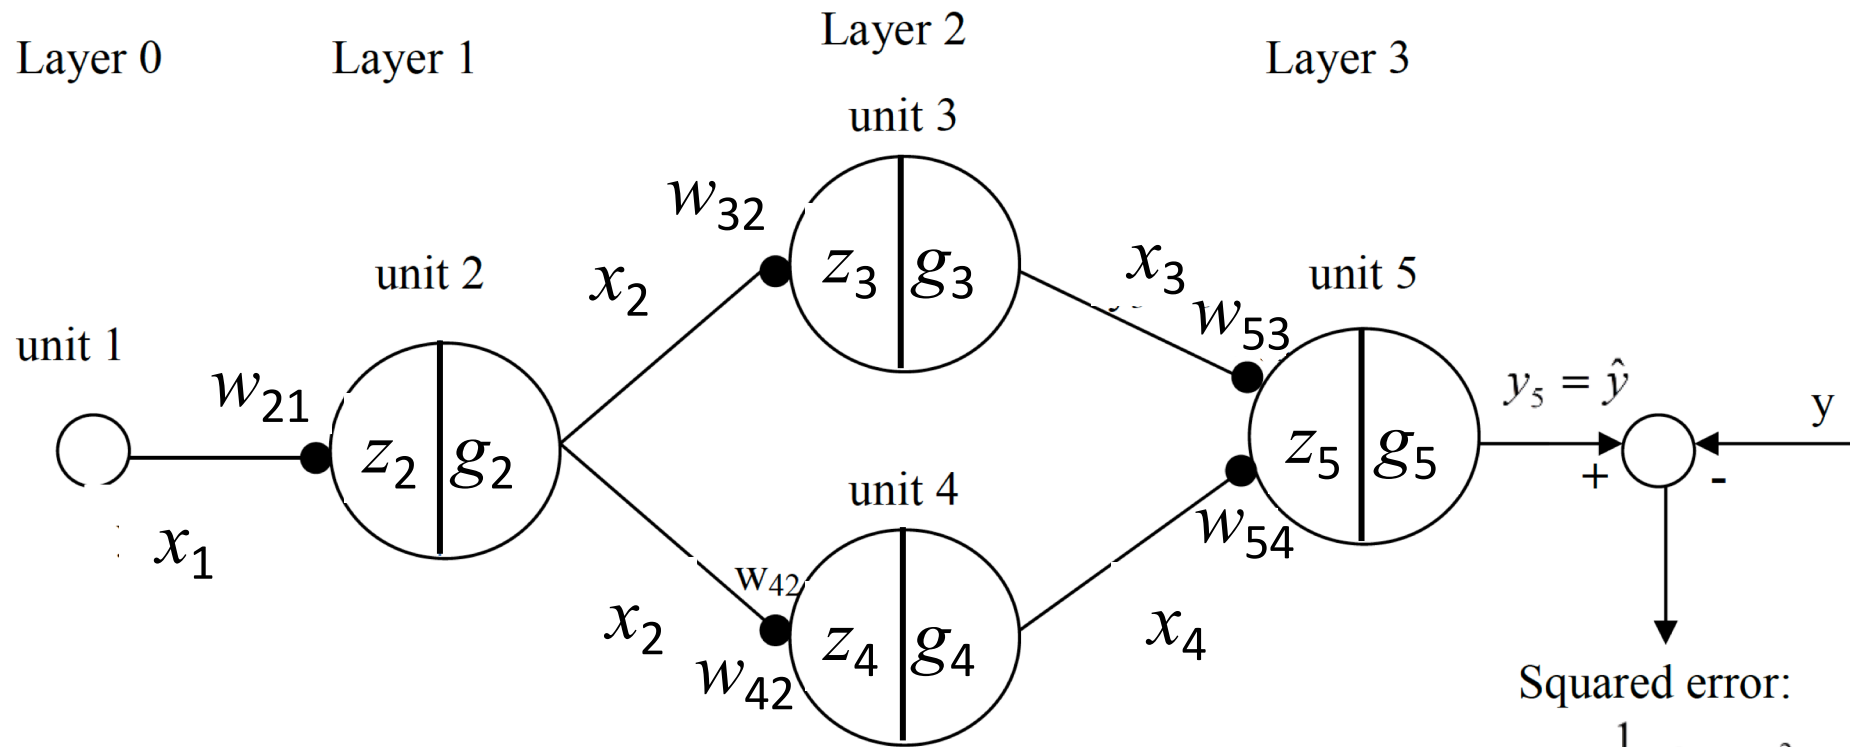 Layer 0
Layer 1
Layer 2
Layer 3
unit 3
w₃₂
z₃ g₃
x₃
unit 2
x₂
unit 5
w₅₃
unit 1
w₂₁
z₂ g₂
z₅ g₅
y₅ = ŷ
y
+
-
x₁
unit 4
w₅₄
w₄₂
x₂
z₄ g₄
x₄
w₄₂
Squared error:
1
2